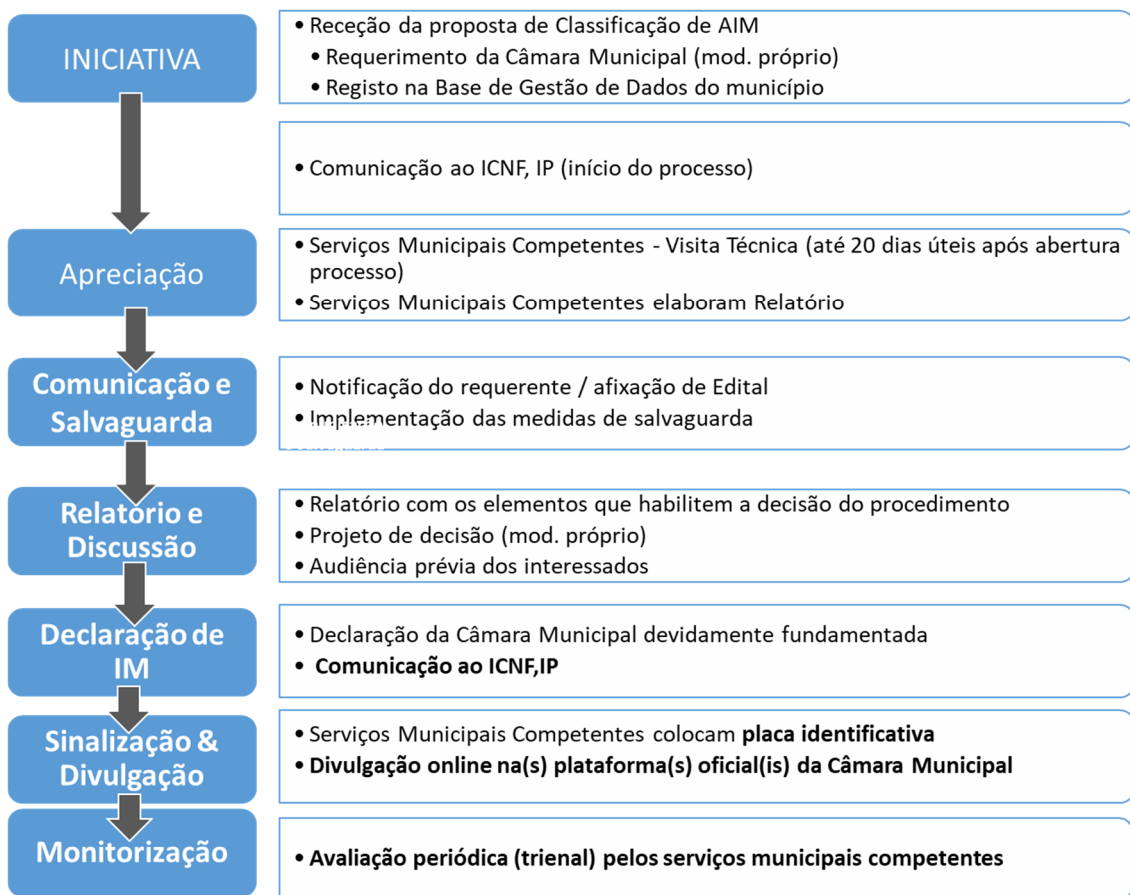 INICIATIVA
• Receção da proposta de Classificação de AIM
• Requerimento da Câmara Municipal (mod. próprio)
• Registo na Base de Gestão de Dados do município
• Comunicação ao ICNF, IP (início do processo)
Apreciação
• Serviços Municipais Competentes - Visita Técnica (até 20 dias úteis após abertura
processo)
• Serviços Municipais Competentes elaboram Relatório
Comunicação e
Salvaguarda
• Notificação do requerente / afixação de Edital
• Implementação das medidas de salvaguarda
Relatório e
Discussão
• Relatório com os elementos que habilitem a decisão do procedimento
• Projeto de decisão (mod. próprio)
• Audiência prévia dos interessados
Declaração de
IM
• Declaração da Câmara Municipal devidamente fundamentada
• Comunicação ao ICNF,IP
Sinalização &
Divulgação
• Serviços Municipais Competentes colocam placa identificativa
• Divulgação online na(s) plataforma(s) oficial(is) da Câmara Municipal
Monitorização
• Avaliação periódica (trienal) pelos serviços municipais competentes